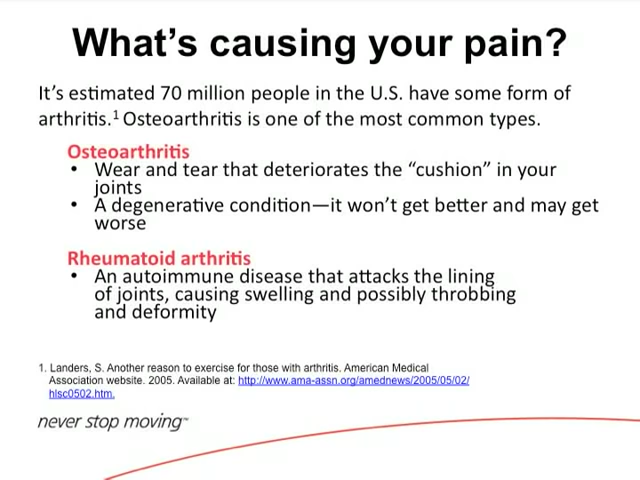 What's causing your pain?
It's estimated 70 million people in the U.S. have some form of
arthritis.¹ Osteoarthritis is one of the most common types.
Osteoarthritis
• Wear and tear that deteriorates the “cushion” in your
joints
• A degenerative condition—it won't get better and may get
worse
Rheumatoid arthritis
• An autoimmune disease that attacks the lining
of joints, causing swelling and possibly throbbing
and deformity
1. Landers, S. Another reason to exercise for those with arthritis. American Medical
Association website. 2005. Available at: http://www.ama-assn.org/amednews/2005/05/02/
hlsc0502.htm.
never stop moving™